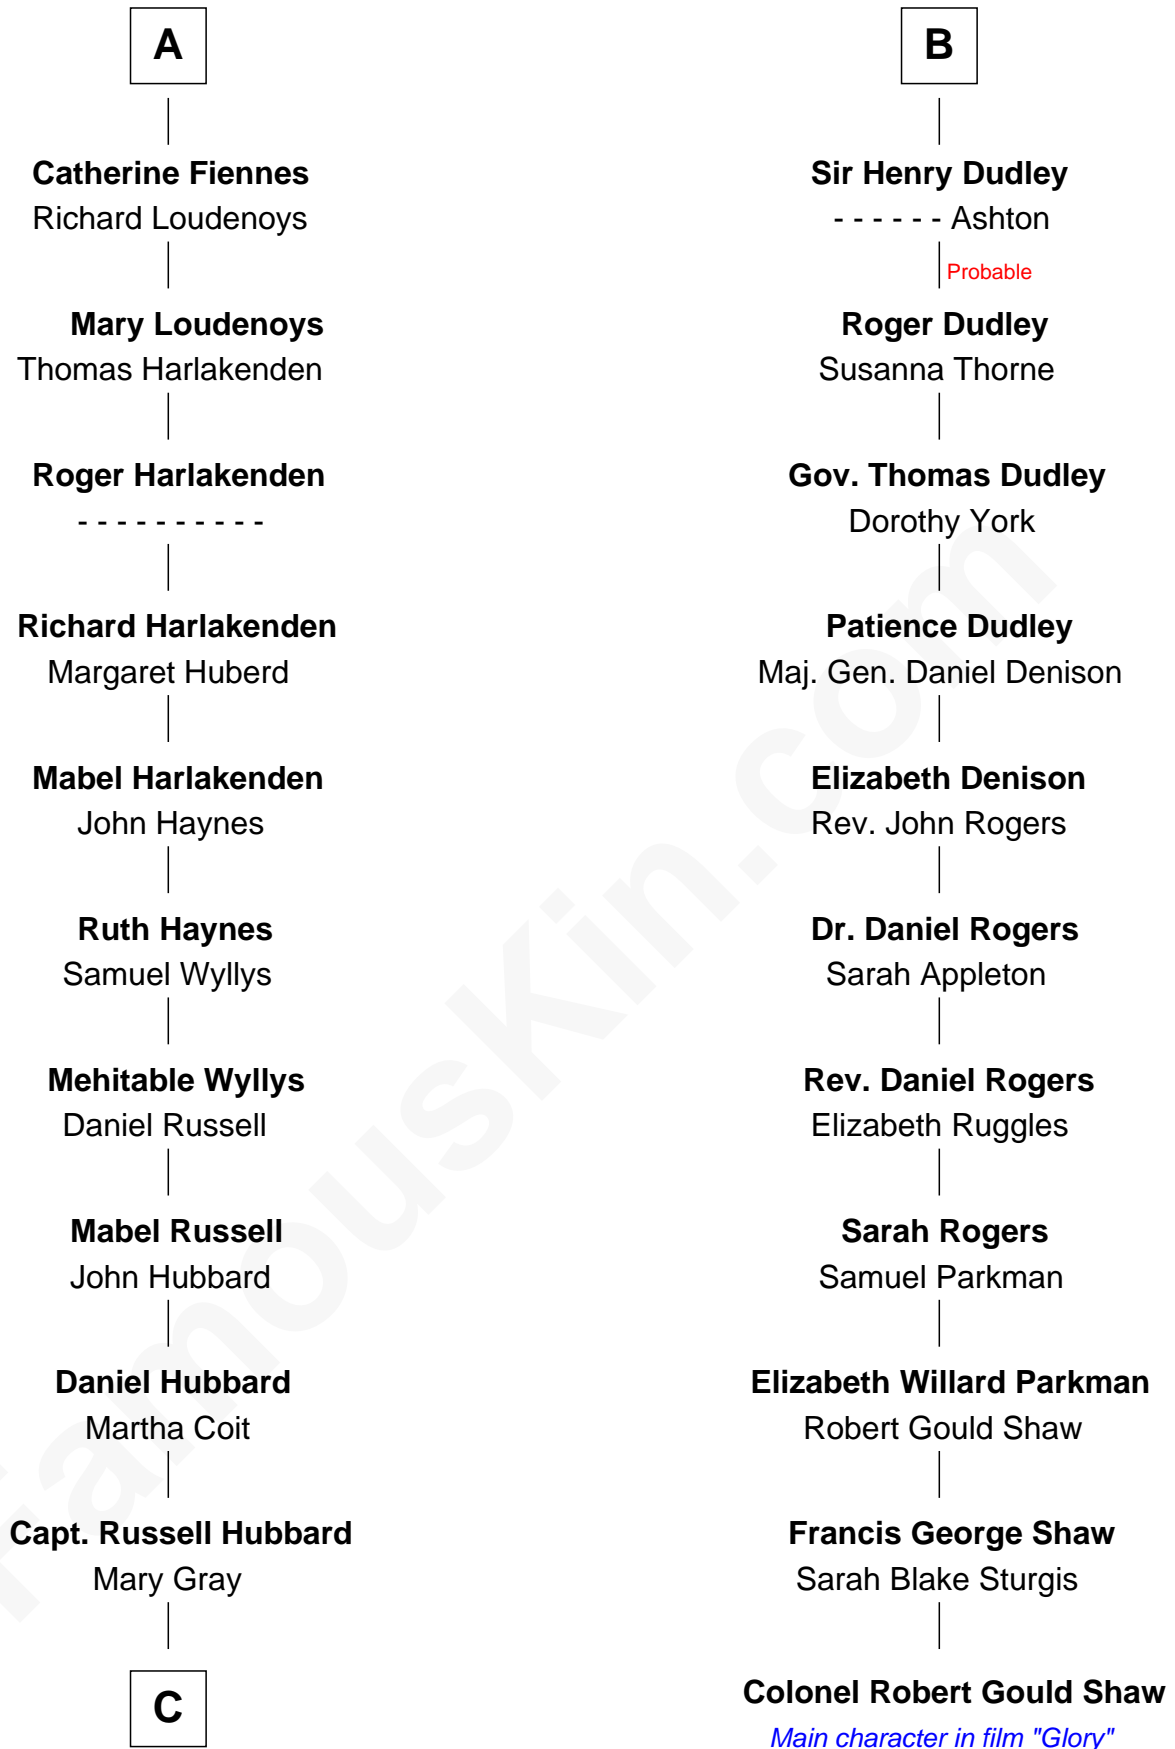 A
Catherine Fiennes
Richard Loudenoys
Mary Loudenoys
Thomas Harlakenden
Roger Harlakenden
- - - - - - - - - -
Richard Harlakenden
Margaret Huberd
Mabel Harlakenden
John Haynes
Ruth Haynes
Samuel Wyllys
Mehitable Wyllys
Daniel Russell
Mabel Russell
John Hubbard
Daniel Hubbard
Martha Coit
Capt. Russell Hubbard
Mary Gray
C
B
Sir Henry Dudley
- - - - - - Ashton
Probable
Roger Dudley
Susanna Thorne
Gov. Thomas Dudley
Dorothy York
Patience Dudley
Maj. Gen. Daniel Denison
Elizabeth Denison
Rev. John Rogers
Dr. Daniel Rogers
Sarah Appleton
Rev. Daniel Rogers
Elizabeth Ruggles
Sarah Rogers
Samuel Parkman
Elizabeth Willard Parkman
Robert Gould Shaw
Francis George Shaw
Sarah Blake Sturgis
Colonel Robert Gould Shaw
Main character in film "Glory"
FamousKin.com